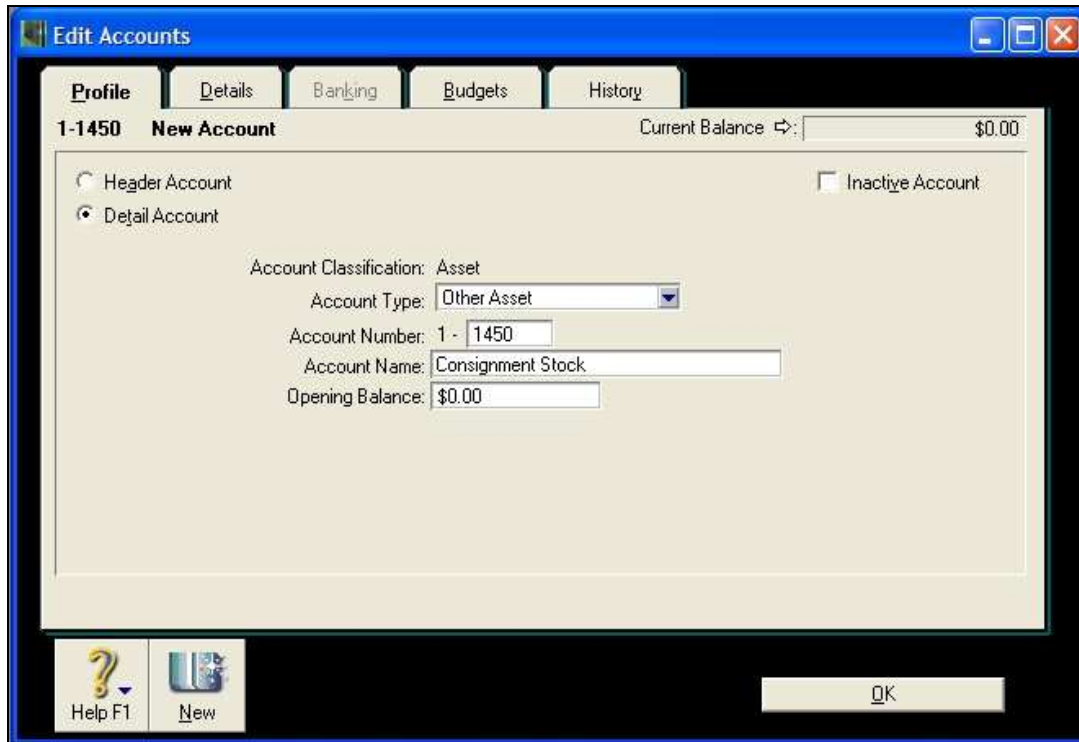 Edit Accounts
Profile Details Banking Budgets History
1-1450 New Account Current Balance ⇨: $0.00
Header Account Inactive Account
Detail Account
Account Classification: Asset
Account Type: Other Asset
Account Number: 1 - 1450
Account Name: Consignment Stock
Opening Balance: $0.00
Help F1 New OK